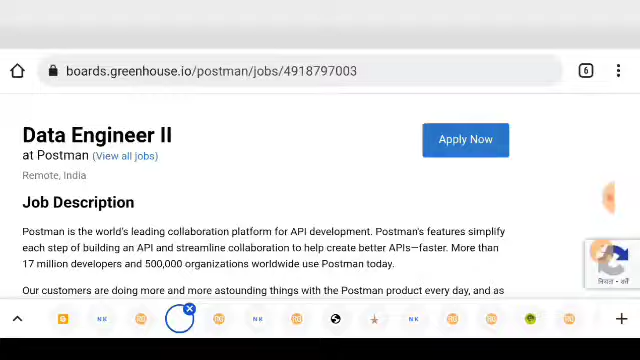 boards.greenhouse.io/postman/jobs/4918797003
6
Data Engineer II
Apply Now
at Postman (View all jobs)
Remote, India
Job Description
Postman is the world's leading collaboration platform for API development. Postman's features simplify
each step of building an API and streamline collaboration to help create better APIs—faster. More than
17 million developers and 500,000 organizations worldwide use Postman today.
Our customers are doing more and more astounding things with the Postman product every day, and as
NK
NK
NK